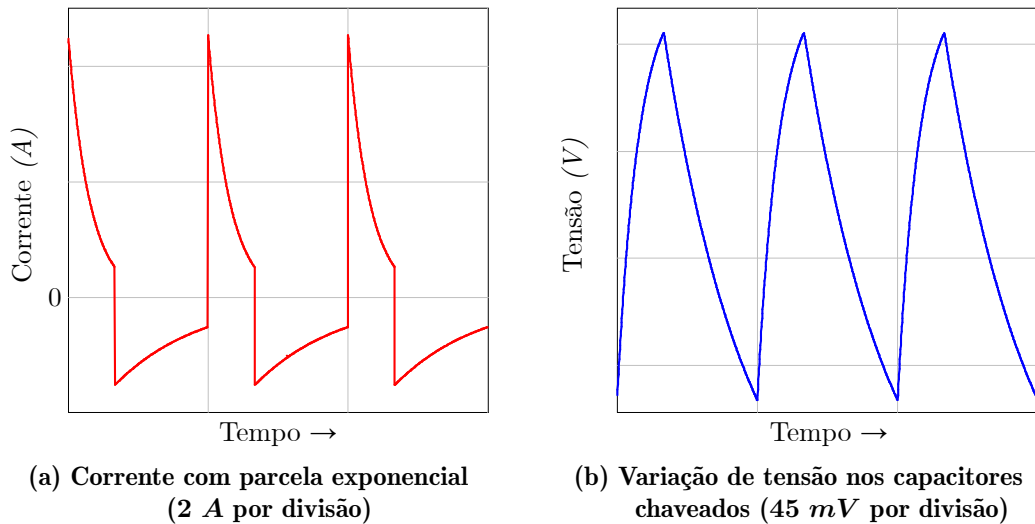 Corrente (A)
0
Tempo →
(a) Corrente com parcela exponencial
(2 A por divisão)
Tensão (V)
Tempo →
(b) Variação de tensão nos capacitores
chaveados (45 mV por divisão)